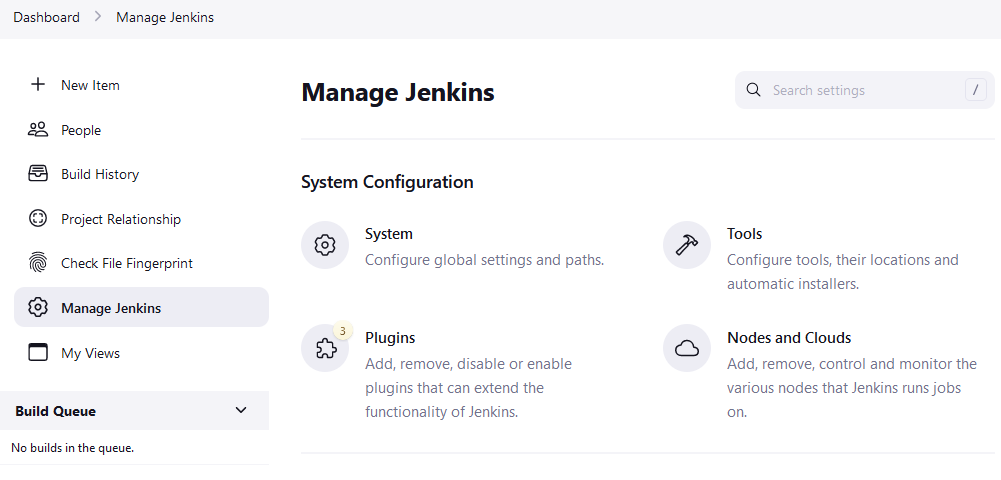 Dashboard > Manage Jenkins
New Item
People
Build History
Project Relationship
Check File Fingerprint
Manage Jenkins
My Views
Build Queue
No builds in the queue.
Manage Jenkins
Search settings /
System Configuration
System
Configure global settings and paths.
Tools
Configure tools, their locations and
automatic installers.
3
Plugins
Add, remove, disable or enable
plugins that can extend the
functionality of Jenkins.
Nodes and Clouds
Add, remove, control and monitor the
various nodes that Jenkins runs jobs
on.